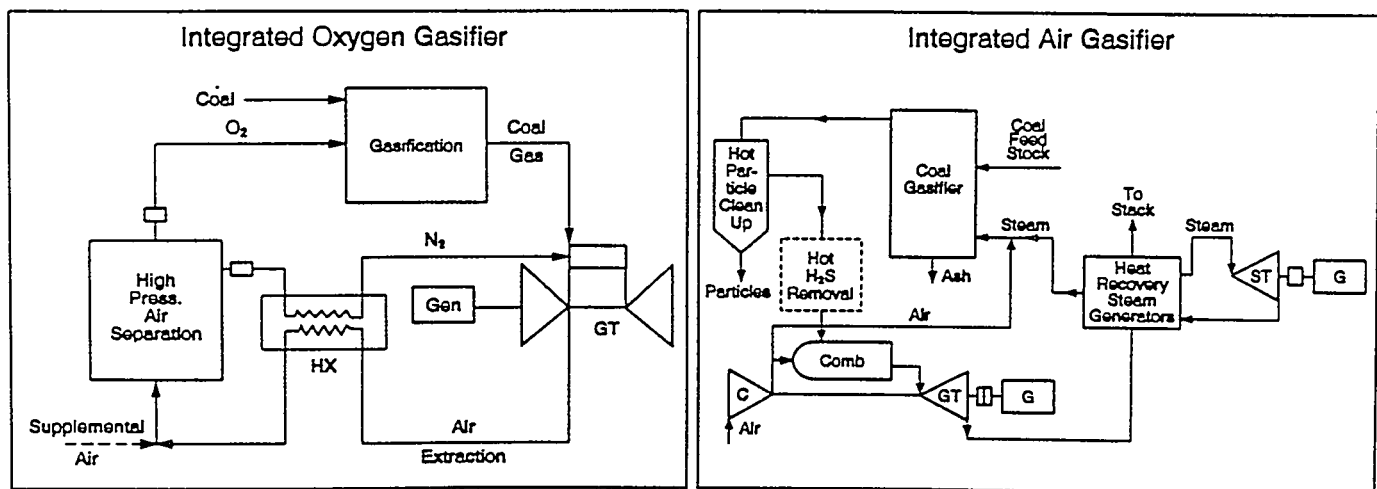 Integrated Oxygen Gasifier
Coal
O₂
Gasification
Coal
Gas
N₂
High
Press.
Air
Separation
Gen
GT
HX
Supplemental
Air
Air
Extraction
Integrated Air Gasifier
Hot
Par-
ticle
Clean
Up
Coal
Gasifier
Coal
Feed
Stock
To
Stack
Steam
Steam
Hot
H₂S
Removal
Particles
Ash
Heat
Recovery
Steam
Generators
ST
G
Air
Comb
C
GT
G
Air